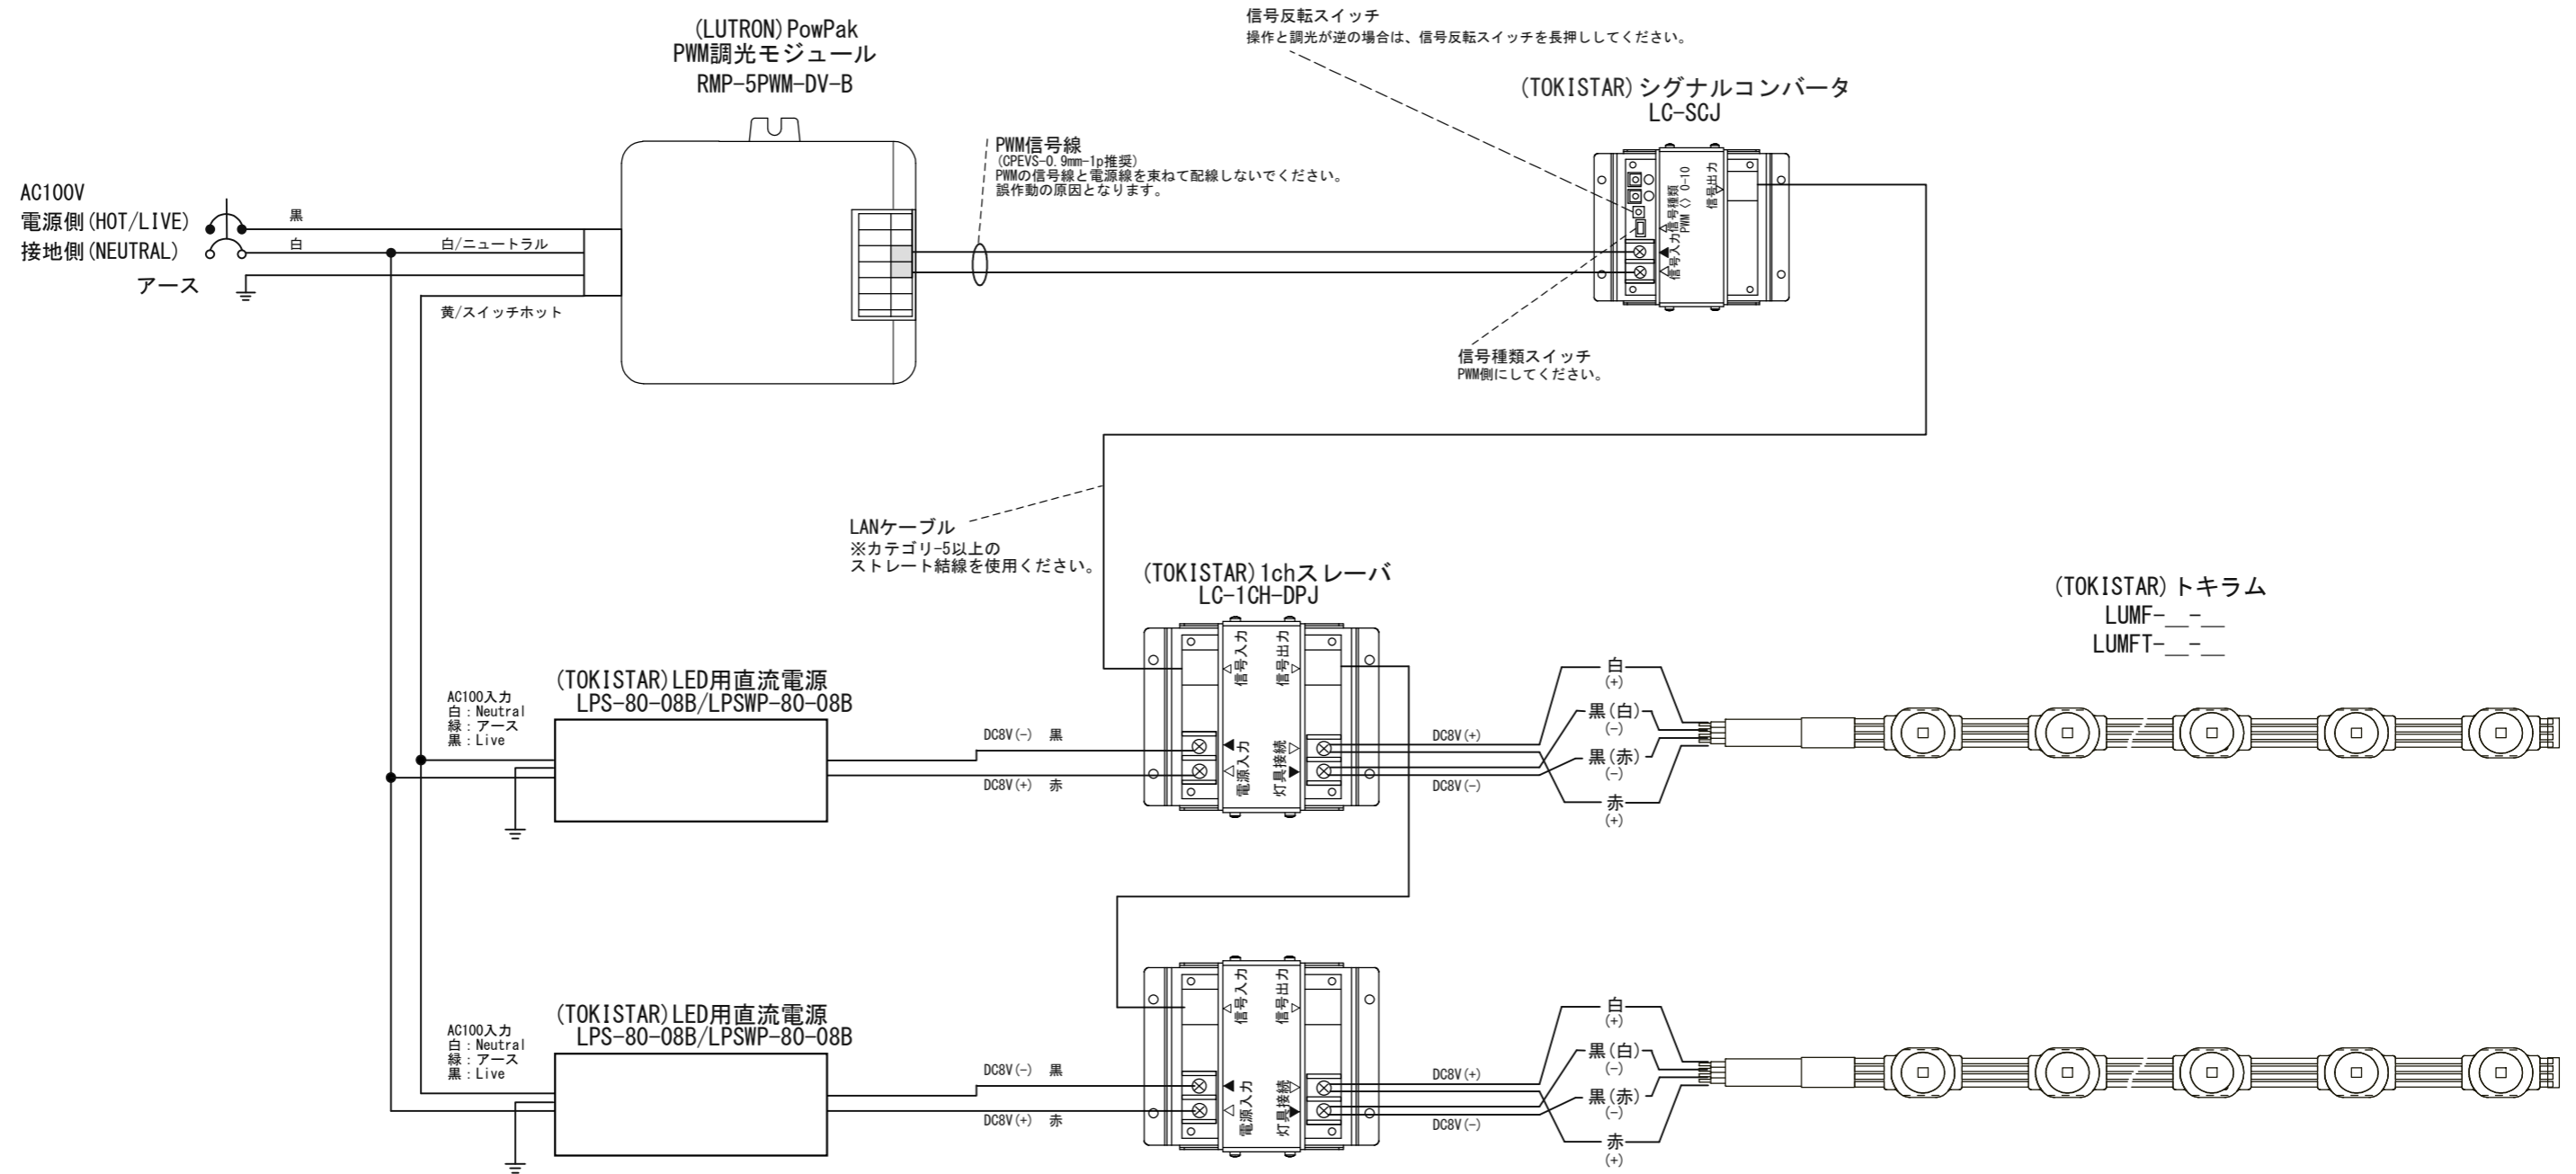 (LUTRON)PowPak
PWM調光モジュール
RMP-5PWM-DV-B
信号反転スイッチ
操作と調光が逆の場合は、信号反転スイッチを長押ししてください。
(TOKISTAR)シグナルコンバータ
LC-SCJ
PWM信号線
(CPEVS-0.9mm-1p推奨)
PWMの信号線と電源線を束ねて配線しないでください。
誤作動の原因となります。
AC100V
電源側(HOT/LIVE)
接地側(NEUTRAL)
アース
黒
白
白/ニュートラル
黄/スイッチホット
信号種類
PWM <> 0-10
信号出力
信号入力
信号種類スイッチ
PWM側にしてください。
LANケーブル
※カテゴリ-5以上の
ストレート結線を使用ください。
(TOKISTAR)1chスレーバ
LC-1CH-DPJ
(TOKISTAR)トキラム
LUMF-__-__
LUMFT-__-__
(TOKISTAR)LED用直流電源
LPS-80-08B/LPSWP-80-08B
AC100入力
白:Neutral
緑:アース
黒:Live
DC8V(-) 黒
DC8V(+) 赤
信号入力
信号出力
電源入力
灯具接続
DC8V(+)
DC8V(-)
白
(+)
黒(白)
(-)
黒(赤)
(-)
赤
(+)
(TOKISTAR)LED用直流電源
LPS-80-08B/LPSWP-80-08B
AC100入力
白:Neutral
緑:アース
黒:Live
DC8V(-) 黒
DC8V(+) 赤
信号入力
信号出力
電源入力
灯具接続
DC8V(+)
DC8V(-)
白
(+)
黒(白)
(-)
黒(赤)
(-)
赤
(+)